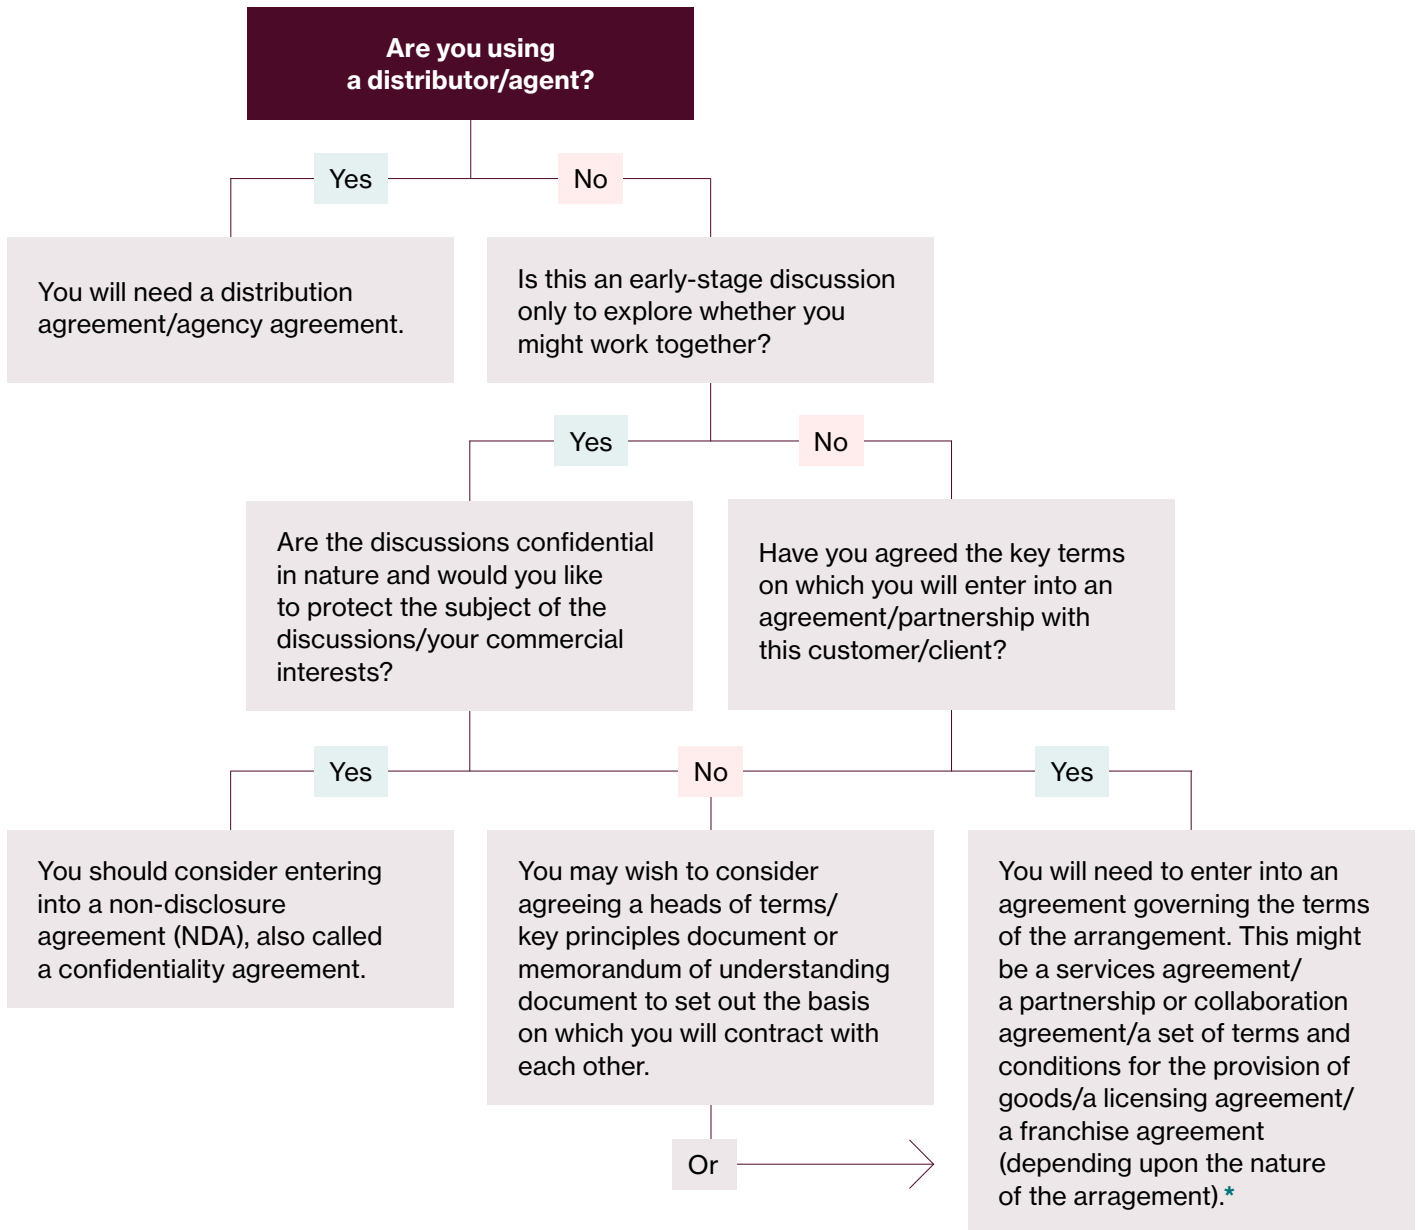 Are you using
a distributor/agent?
Yes
No
You will need a distribution
agreement/agency agreement.
Is this an early-stage discussion
only to explore whether you
might work together?
Yes
No
Are the discussions confidential
in nature and would you like
to protect the subject of the
discussions/your commercial
interests?
Have you agreed the key terms
on which you will enter into an
agreement/partnership with
this customer/client?
Yes
No
Yes
You should consider entering
into a non-disclosure
agreement (NDA), also called
a confidentiality agreement.
You may wish to consider
agreeing a heads of terms/
key principles document or
memorandum of understanding
document to set out the basis
on which you will contract with
each other.
Or
You will need to enter into an
agreement governing the terms
of the arrangement. This might
be a services agreement/
a partnership or collaboration
agreement/a set of terms and
conditions for the provision of
goods/a licensing agreement/
a franchise agreement
(depending upon the nature
of the arragement).*